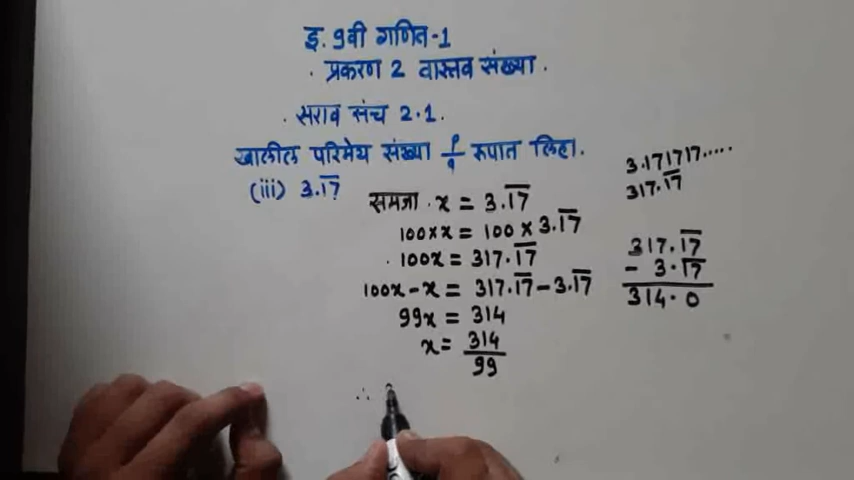 इ. 9वी गणित-1
· प्रकरण 2 वास्तव संख्या .
· सराव संच 2.1.
खालील परिमेय संख्या p/q रूपात लिहा.
(iii) 3.1̅7̅
समजा . x = 3.1̅7̅
100×x = 100 × 3.1̅7̅
· 100x = 317.1̅7̅
100x - x = 317.1̅7̅ - 3.1̅7̅
99x = 314
x = 314/99
∴
3.171717.....
317.1̅7̅
317.1̅7̅
- 3.1̅7̅
314.0